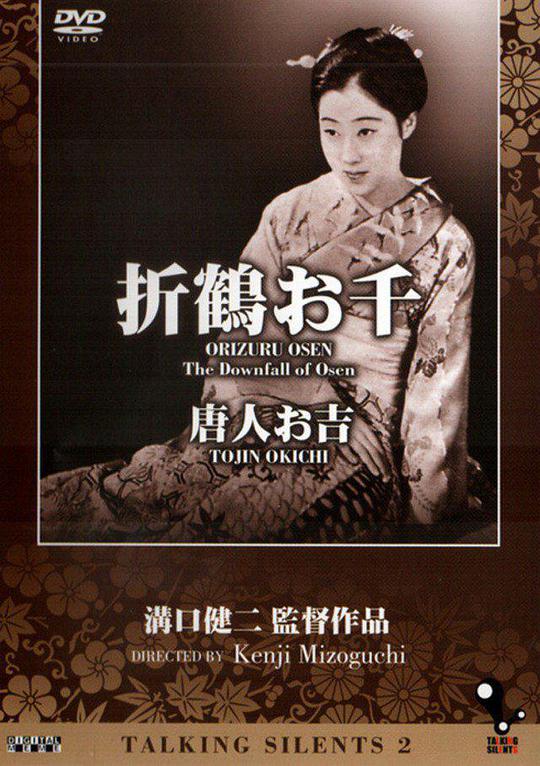 DVD
VIDEO
折鶴お千
ORIZURU OSEN
The Downfall of Osen
唐人お吉
TOJIN OKICHI
溝口健二 監督作品
DIRECTED BY Kenji Mizoguchi
DIGITAL
MEME
TALKING SILENTS 2
TALKING
SILENTS